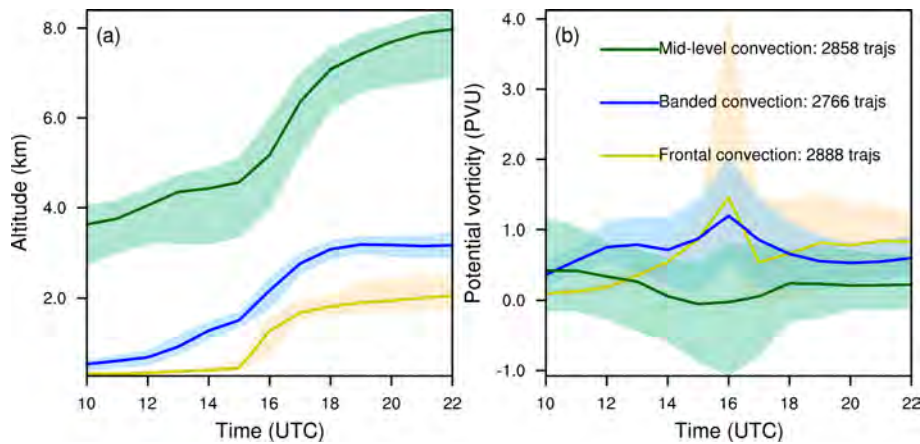 (a)
Altitude (km)
8.0
6.0
4.0
2.0
10 12 14 16 18 20 22
Time (UTC)
(b)
Potential vorticity (PVU)
4.0
3.0
2.0
1.0
0.0
-1.0
Mid-level convection: 2858 trajs
Banded convection: 2766 trajs
Frontal convection: 2888 trajs
10 12 14 16 18 20 22
Time (UTC)